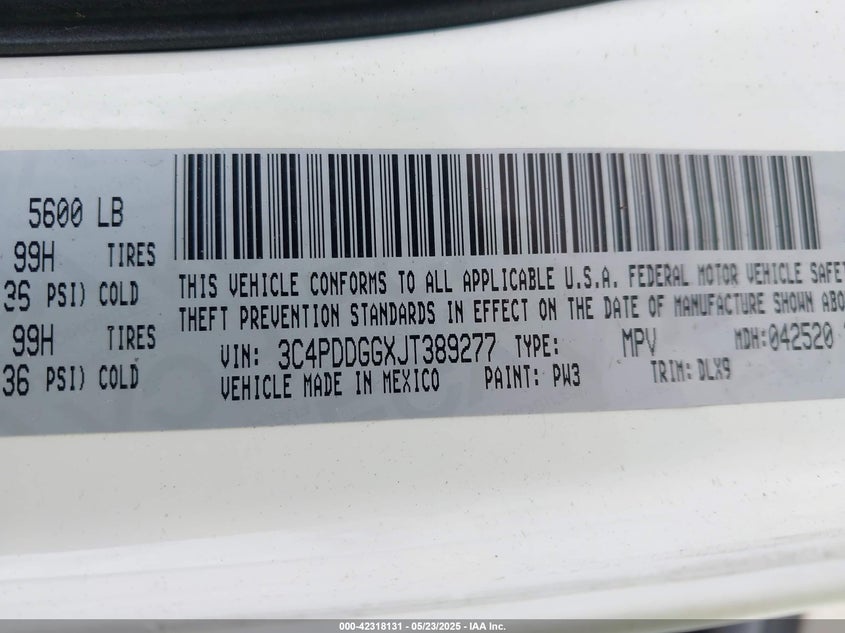 5600 LB
99H TIRES
36 PSI) COLD
99H TIRES
36 PSI) COLD
THIS VEHICLE CONFORMS TO ALL APPLICABLE U.S.A. FEDERAL MOTOR VEHICLE SAFET
THEFT PREVENTION STANDARDS IN EFFECT ON THE DATE OF MANUFACTURE SHOWN ABO
VIN: 3C4PDDGGXJT389277 TYPE: MPV MDH:042520
VEHICLE MADE IN MEXICO PAINT: PW3 TRIM: DLX9
000-42318131 - 05/23/2025 - IAA Inc.